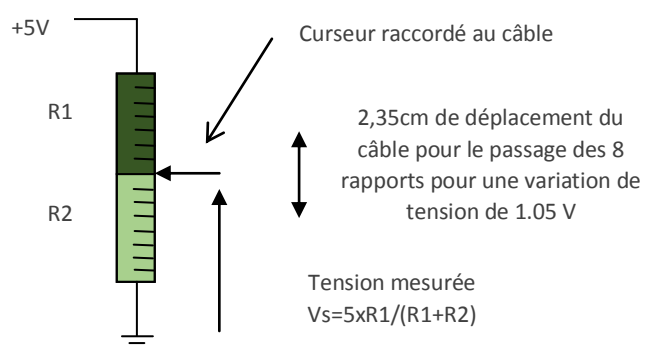 +5V
Curseur raccordé au câble
R1
2,35cm de déplacement du
câble pour le passage des 8
rapports pour une variation de
tension de 1.05 V
R2
Tension mesurée
Vs=5xR1/(R1+R2)